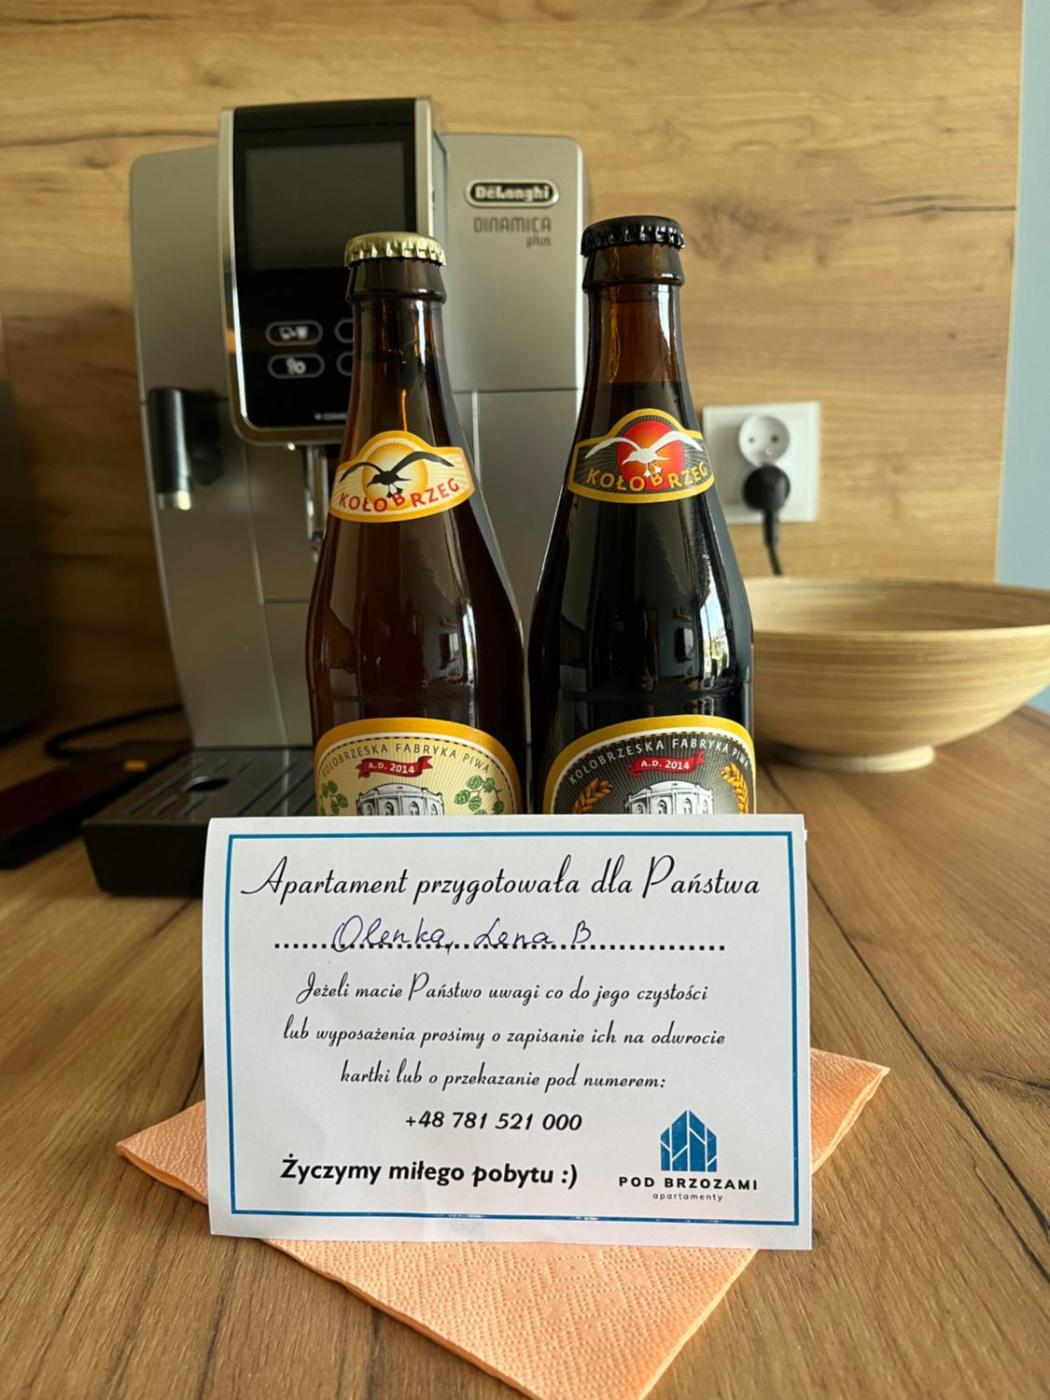 DeLonghi
DINAMICA
plus
KOŁOBRZEG
KOŁOBRZEG
KOŁOBRZESKA FABRYKA PIWA
A.D. 2014
KOŁOBRZESKA FABRYKA PIWA
A.D. 2014
Apartament przygotowała dla Państwa
Olenka, Lena B
Jeżeli macie Państwo uwagi co do jego czystości
lub wyposażenia prosimy o zapisanie ich na odwrocie
kartki lub o przekazanie pod numerem:
+48 781 521 000
Życzymy miłego pobytu :)
POD BRZOZAMI
apartamenty